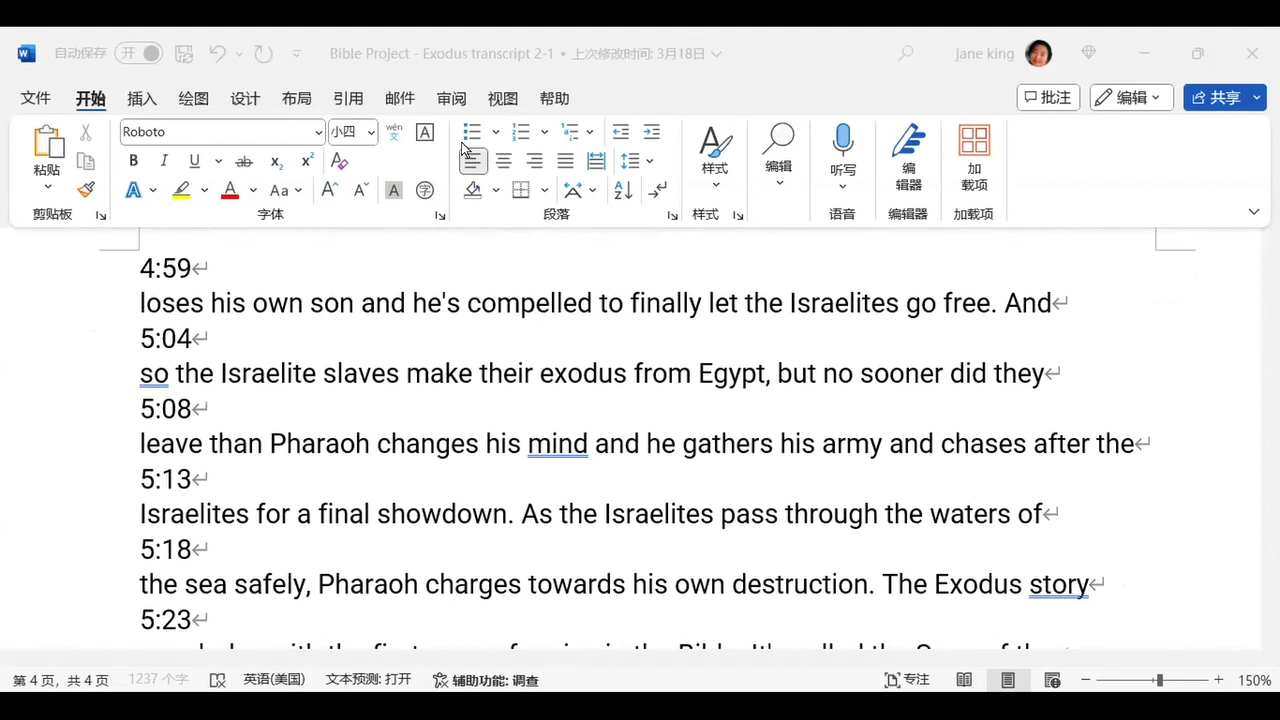 自动保存 开 Bible Project - Exodus transcript 2-1 • 上次修改时间: 3月18日 jane king
文件 开始 插入 绘图 设计 布局 引用 邮件 审阅 视图 帮助 批注 编辑 共享
Roboto 小四 wén 文 A
粘贴 B I U ab x₂ x² A 样式 编辑 听写 编辑器 加载项
A A Aa A A A 字
剪贴板 字体 段落 样式 语音 编辑器 加载项
4:59
loses his own son and he's compelled to finally let the Israelites go free. And
5:04
so the Israelite slaves make their exodus from Egypt, but no sooner did they
5:08
leave than Pharaoh changes his mind and he gathers his army and chases after the
5:13
Israelites for a final showdown. As the Israelites pass through the waters of
5:18
the sea safely, Pharaoh charges towards his own destruction. The Exodus story
5:23
第 4 页，共 4 页 1237 个字 英语(美国) 文本预测: 打开 辅助功能: 调查 专注 150%